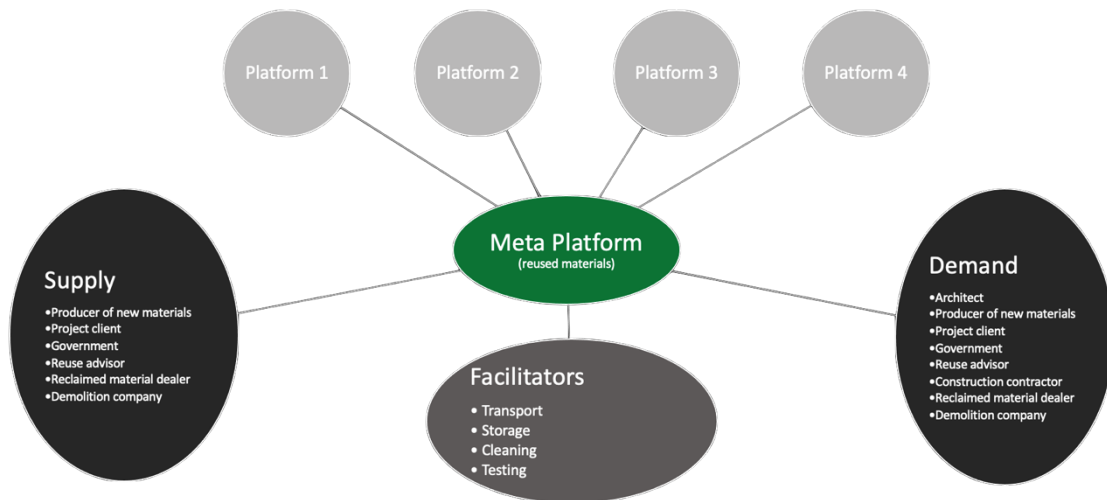 Platform 1
Platform 2
Platform 3
Platform 4
Meta Platform
(reused materials)
Supply
•Producer of new materials
•Project client
•Government
•Reuse advisor
•Reclaimed material dealer
•Demolition company
Facilitators
• Transport
• Storage
• Cleaning
• Testing
Demand
•Architect
•Producer of new materials
•Project client
•Government
•Reuse advisor
•Construction contractor
•Reclaimed material dealer
•Demolition company